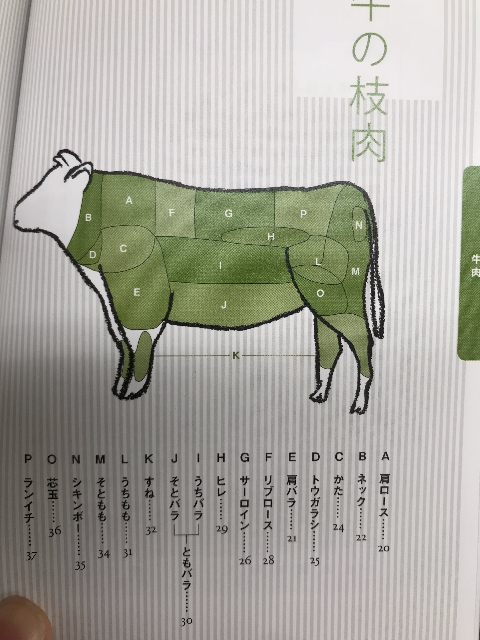 牛の枝肉
牛肉
A
B
C
D
E
F
G
H
I
J
K
L
M
N
O
P
A 肩ロース……20
B ネック……22
C かた……24
D トウガラシ……25
E 肩バラ……21
F リブロース……28
G サーロイン……26
H ヒレ……29
I うちバラ
J そとバラ
ともバラ……30
K すね……32
L うちもも……31
M そともも……34
N シキンボー……35
O 芯玉……36
P ランイチ……37